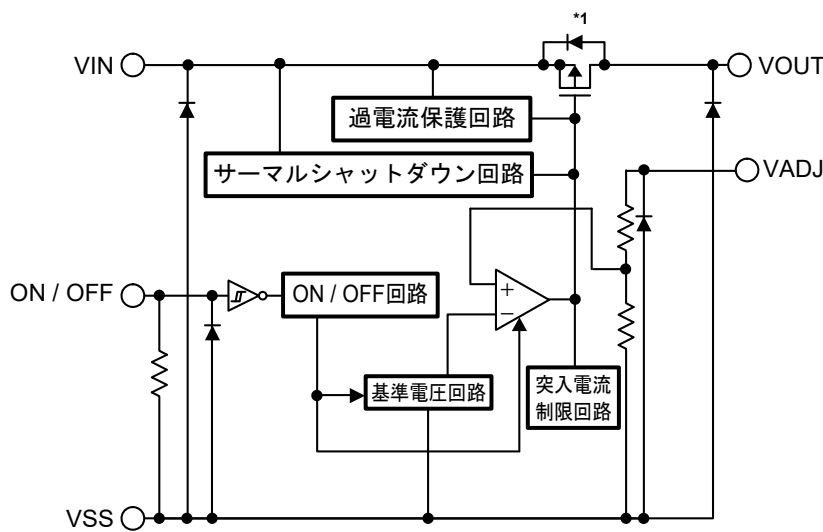 *1
VIN
VOUT
過電流保護回路
サーマルシャットダウン回路
VADJ
ON / OFF
ON / OFF回路
+
−
基準電圧回路
突入電流
制限回路
VSS